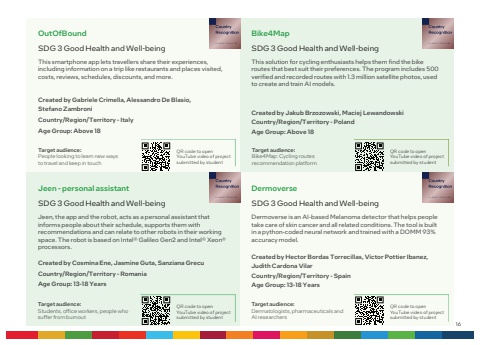 OutOfBound
Country Recognition
SDG 3 Good Health and Well-being
This smartphone app lets travellers share their experiences,
including information on a trip like restaurants and places visited,
costs, reviews, schedules, discounts, and more.
Created by Gabriele Crimella, Alessandro De Blasio,
Stefano Zamboni
Country/Region/Territory - Italy
Age Group: Above 18
Target audience:
People looking to learn new ways
to travel and keep in touch
QR code to open
YouTube video of project
submitted by student
Bike4Map
Country Recognition
SDG 3 Good Health and Well-being
This solution for cycling enthusiasts helps them find the bike
routes that best suit their preferences. The program includes 500
verified and recorded routes with 1.3 million satellite photos, used
to create and train AI models.
Created by Jakub Brzozowski, Maciej Lewandowski
Country/Region/Territory - Poland
Age Group: Above 18
Target audience:
Bike4Map: Cycling routes
recommendation platform
QR code to open
YouTube video of project
submitted by student
Jeen - personal assistant
Country Recognition
SDG 3 Good Health and Well-being
Jeen, the app and the robot, acts as a personal assistant that
informs people about their schedule, supports them with
recommendations and can relate to other robots in their working
space. The robot is based on Intel® Galileo Gen2 and Intel® Xeon®
processors.
Created by Cosmina Ene, Jasmine Guta, Sanziana Grecu
Country/Region/Territory - Romania
Age Group: 13-18 Years
Target audience:
Students, office workers, people who
suffer from burnout
QR code to open
YouTube video of project
submitted by student
Dermoverse
Country Recognition
SDG 3 Good Health and Well-being
Dermoverse is an AI-based Melanoma detector that helps people
take care of skin cancer and all related conditions. The tool is built
in a python-coded neural network and trained with a DOMM 93%
accuracy model.
Created by Hector Bordas Torrecillas, Victor Pottier Ibanez,
Judith Cardona Vilar
Country/Region/Territory - Spain
Age Group: 13-18 Years
Target audience:
Dermatologists, pharmaceuticals and
AI researchers
QR code to open
YouTube video of project
submitted by student
16